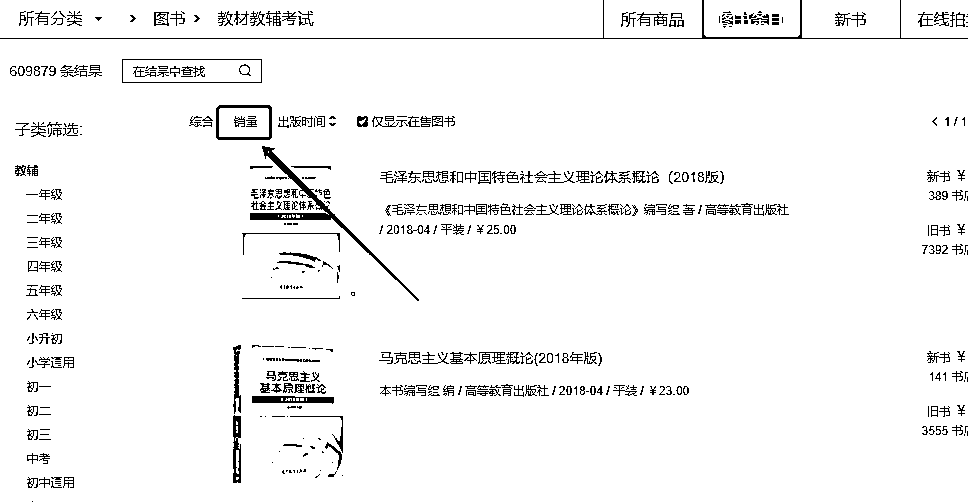 所有分类 > 图书 > 教材教辅考试 所有商品 新书 在线拍
609879 条结果 在结果中查找
子类筛选: 综合 销量 出版时间 仅显示在售图书 < 1 / 1
教辅
一年级
二年级
三年级
四年级
五年级
六年级
小升初
小学通用
初一
初二
初三
中考
初中通用
毛泽东思想和中国特色社会主义理论体系概论
2018年版
毛泽东思想和中国特色社会主义理论体系概论（2018版）
《毛泽东思想和中国特色社会主义理论体系概论》编写组 著 / 高等教育出版社
/ 2018-04 / 平装 / ￥25.00
新书 ￥
389 书店
旧书 ￥
7392 书店
马克思主义
基本原理概论
马克思主义基本原理概论(2018年版)
本书编写组 编 / 高等教育出版社 / 2018-04 / 平装 / ￥23.00
新书 ￥
141 书店
旧书 ￥
3555 书店